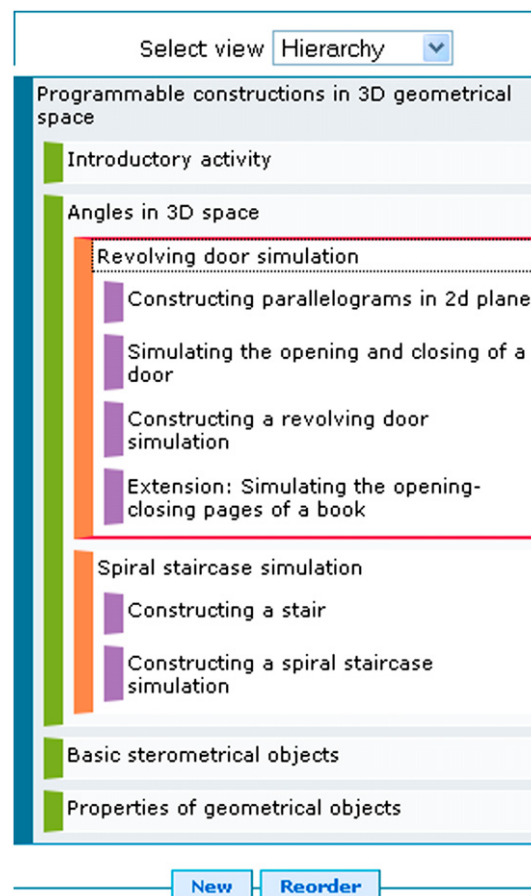 Select view Hierarchy
Programmable constructions in 3D geometrical
space
Introductory activity
Angles in 3D space
Revolving door simulation
Constructing parallelograms in 2d plane
Simulating the opening and closing of a
door
Constructing a revolving door
simulation
Extension: Simulating the opening-
closing pages of a book
Spiral staircase simulation
Constructing a stair
Constructing a spiral staircase
simulation
Basic sterometrical objects
Properties of geometrical objects
New Reorder